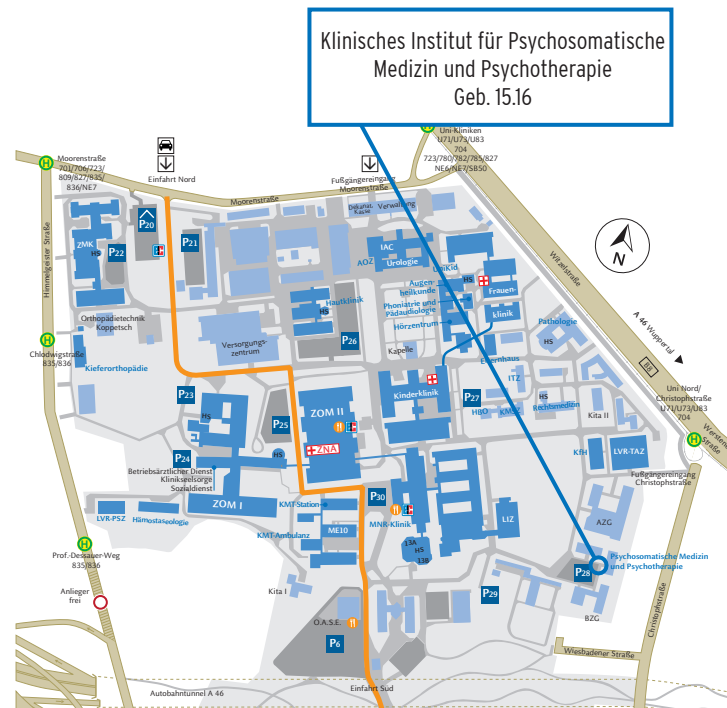 Klinisches Institut für Psychosomatische
Medizin und Psychotherapie
Geb. 15.16
H
Uni-Kliniken
U71/U73/U83
704
723/780/782/785/827
NE6/NE7/SB50
H
Moorenstraße
701/706/723/
809/827/835/
836/NE7
Einfahrt Nord
Fußgängereingang
Moorenstraße
Moorenstraße
Dekanat,
Kasse
Verwaltung
P20
P21
P22
ZMK
HS
IAC
AOZ
Urologie
UniKid
HS
Augen-
heilkunde
Frauen-
klinik
Phoniatrie und
Pädaudiologie
Hörzentrum
Hautklinik
HS
P26
N
Witzelstraße
A 46 Wuppertal
B8
Himmelgeister Straße
Orthopädietechnik
Koppetsch
Versorgungs-
zentrum
Kapelle
Pathologie
HS
H
Chlodwigstraße
835/836
Kieferorthopädie
Elternhaus
ITZ
Kinderklinik
P27
HBO
KMSZ
HS
Rechtsmedizin
Kita II
Uni Nord/
Christophstraße
U71/U73/U83
704
H
Werstener
Straße
P23
HS
P25
ZOM II
ZNA
P24
HS
Betriebsärztlicher Dienst
Klinikseelsorge
Sozialdienst
KfH
LVR-TAZ
Fußgängereingang
Christophstraße
ZOM I
KMT-Station
P30
MNR-Klinik
LVR-PSZ
Hämostaseologie
ME10
KMT-Ambulanz
LIZ
AZG
13A
HS
13B
H
Prof.-Dessauer-Weg
835/836
Psychosomatische Medizin
und Psychotherapie
P28
Anlieger
frei
Kita I
P29
BZG
O.A.S.E.
P6
Christophstraße
Wiesbadener Straße
Einfahrt Süd
Autobahntunnel A 46